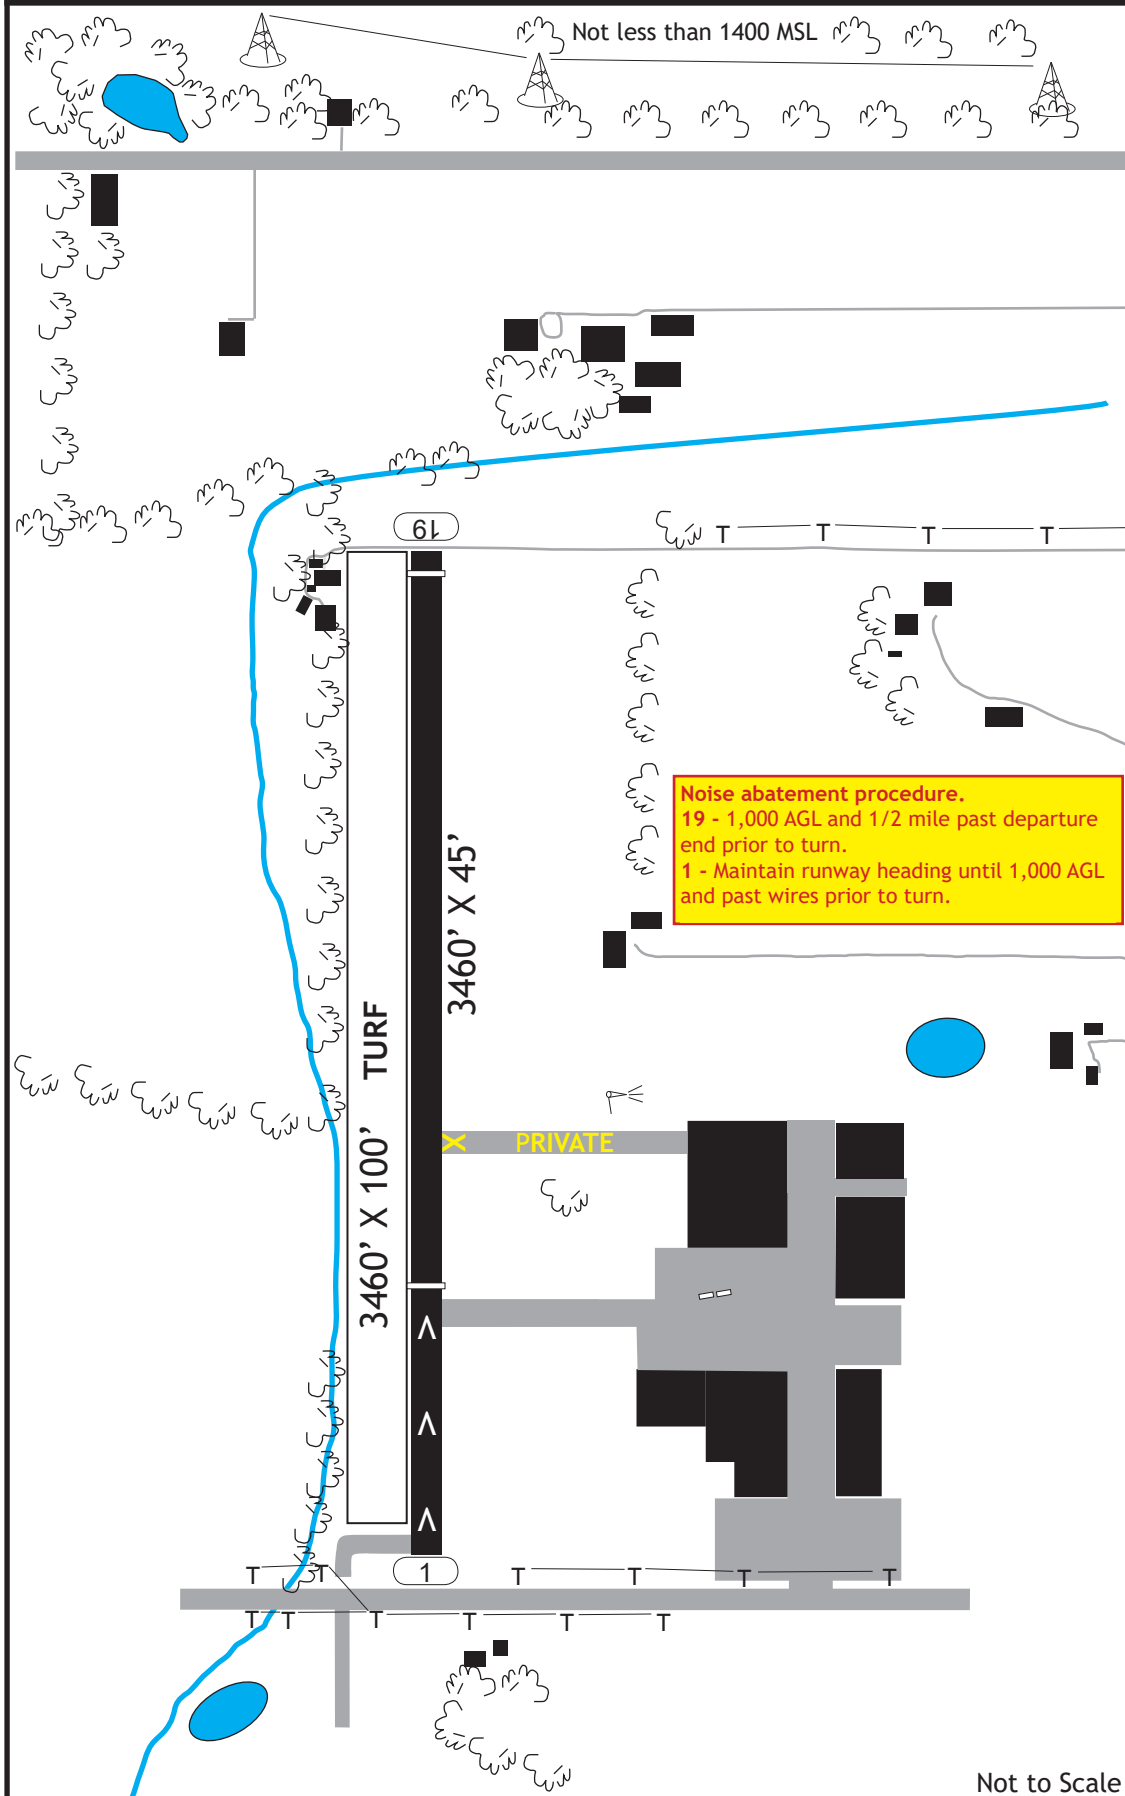 Not less than 1400 MSL
19
T T T T
Noise abatement procedure.
19 - 1,000 AGL and 1/2 mile past departure
end prior to turn.
1 - Maintain runway heading until 1,000 AGL
and past wires prior to turn.
3460’ X 45’
3460’ X 100’ TURF
X PRIVATE
1
T T T T T T
T T T T T T
Not to Scale